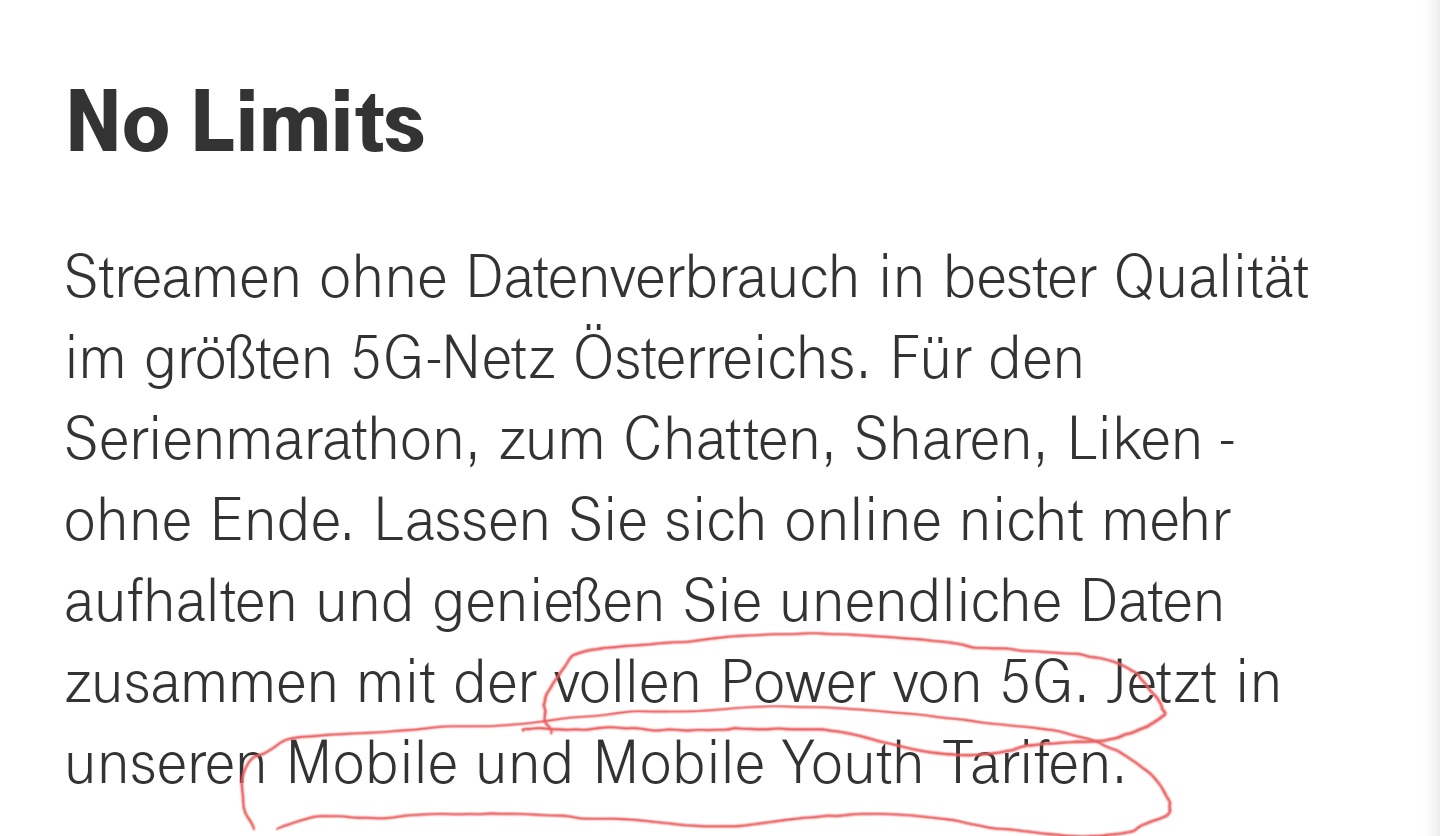 No Limits
Streamen ohne Datenverbrauch in bester Qualität
im größten 5G-Netz Österreichs. Für den
Serienmarathon, zum Chatten, Sharen, Liken -
ohne Ende. Lassen Sie sich online nicht mehr
aufhalten und genießen Sie unendliche Daten
zusammen mit der vollen Power von 5G. Jetzt in
unseren Mobile und Mobile Youth Tarifen.